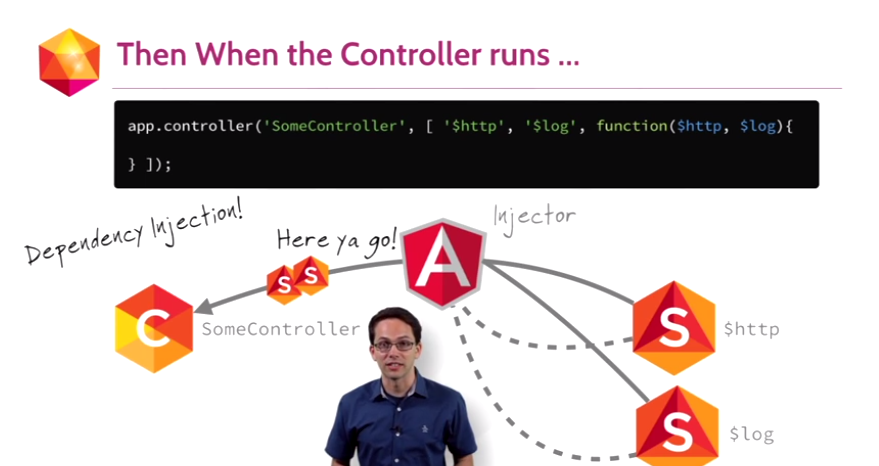 Then When the Controller runs ...
app.controller('SomeController', [ '$http', '$log', function($http, $log){
} ]);
Dependency Injection!
Here ya go!
Injector
A
S S
C
SomeController
S
$http
S
$log